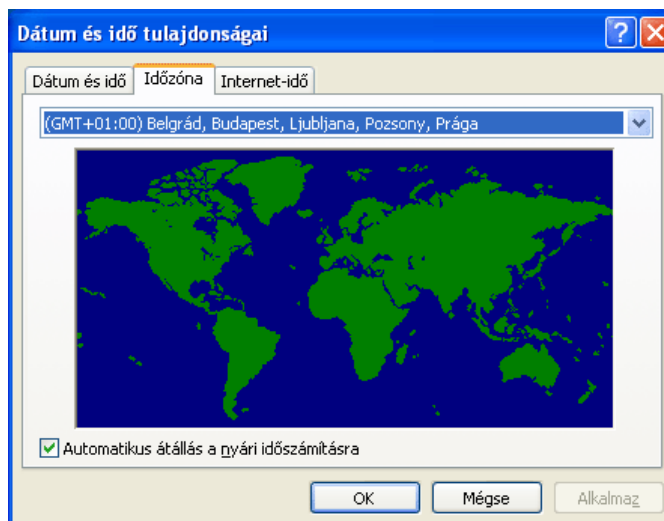 Dátum és idő tulajdonságai
Dátum és idő Időzóna Internet-idő
(GMT+01:00) Belgrád, Budapest, Ljubljana, Pozsony, Prága
Automatikus átállás a nyári időszámításra
OK Mégse Alkalmaz